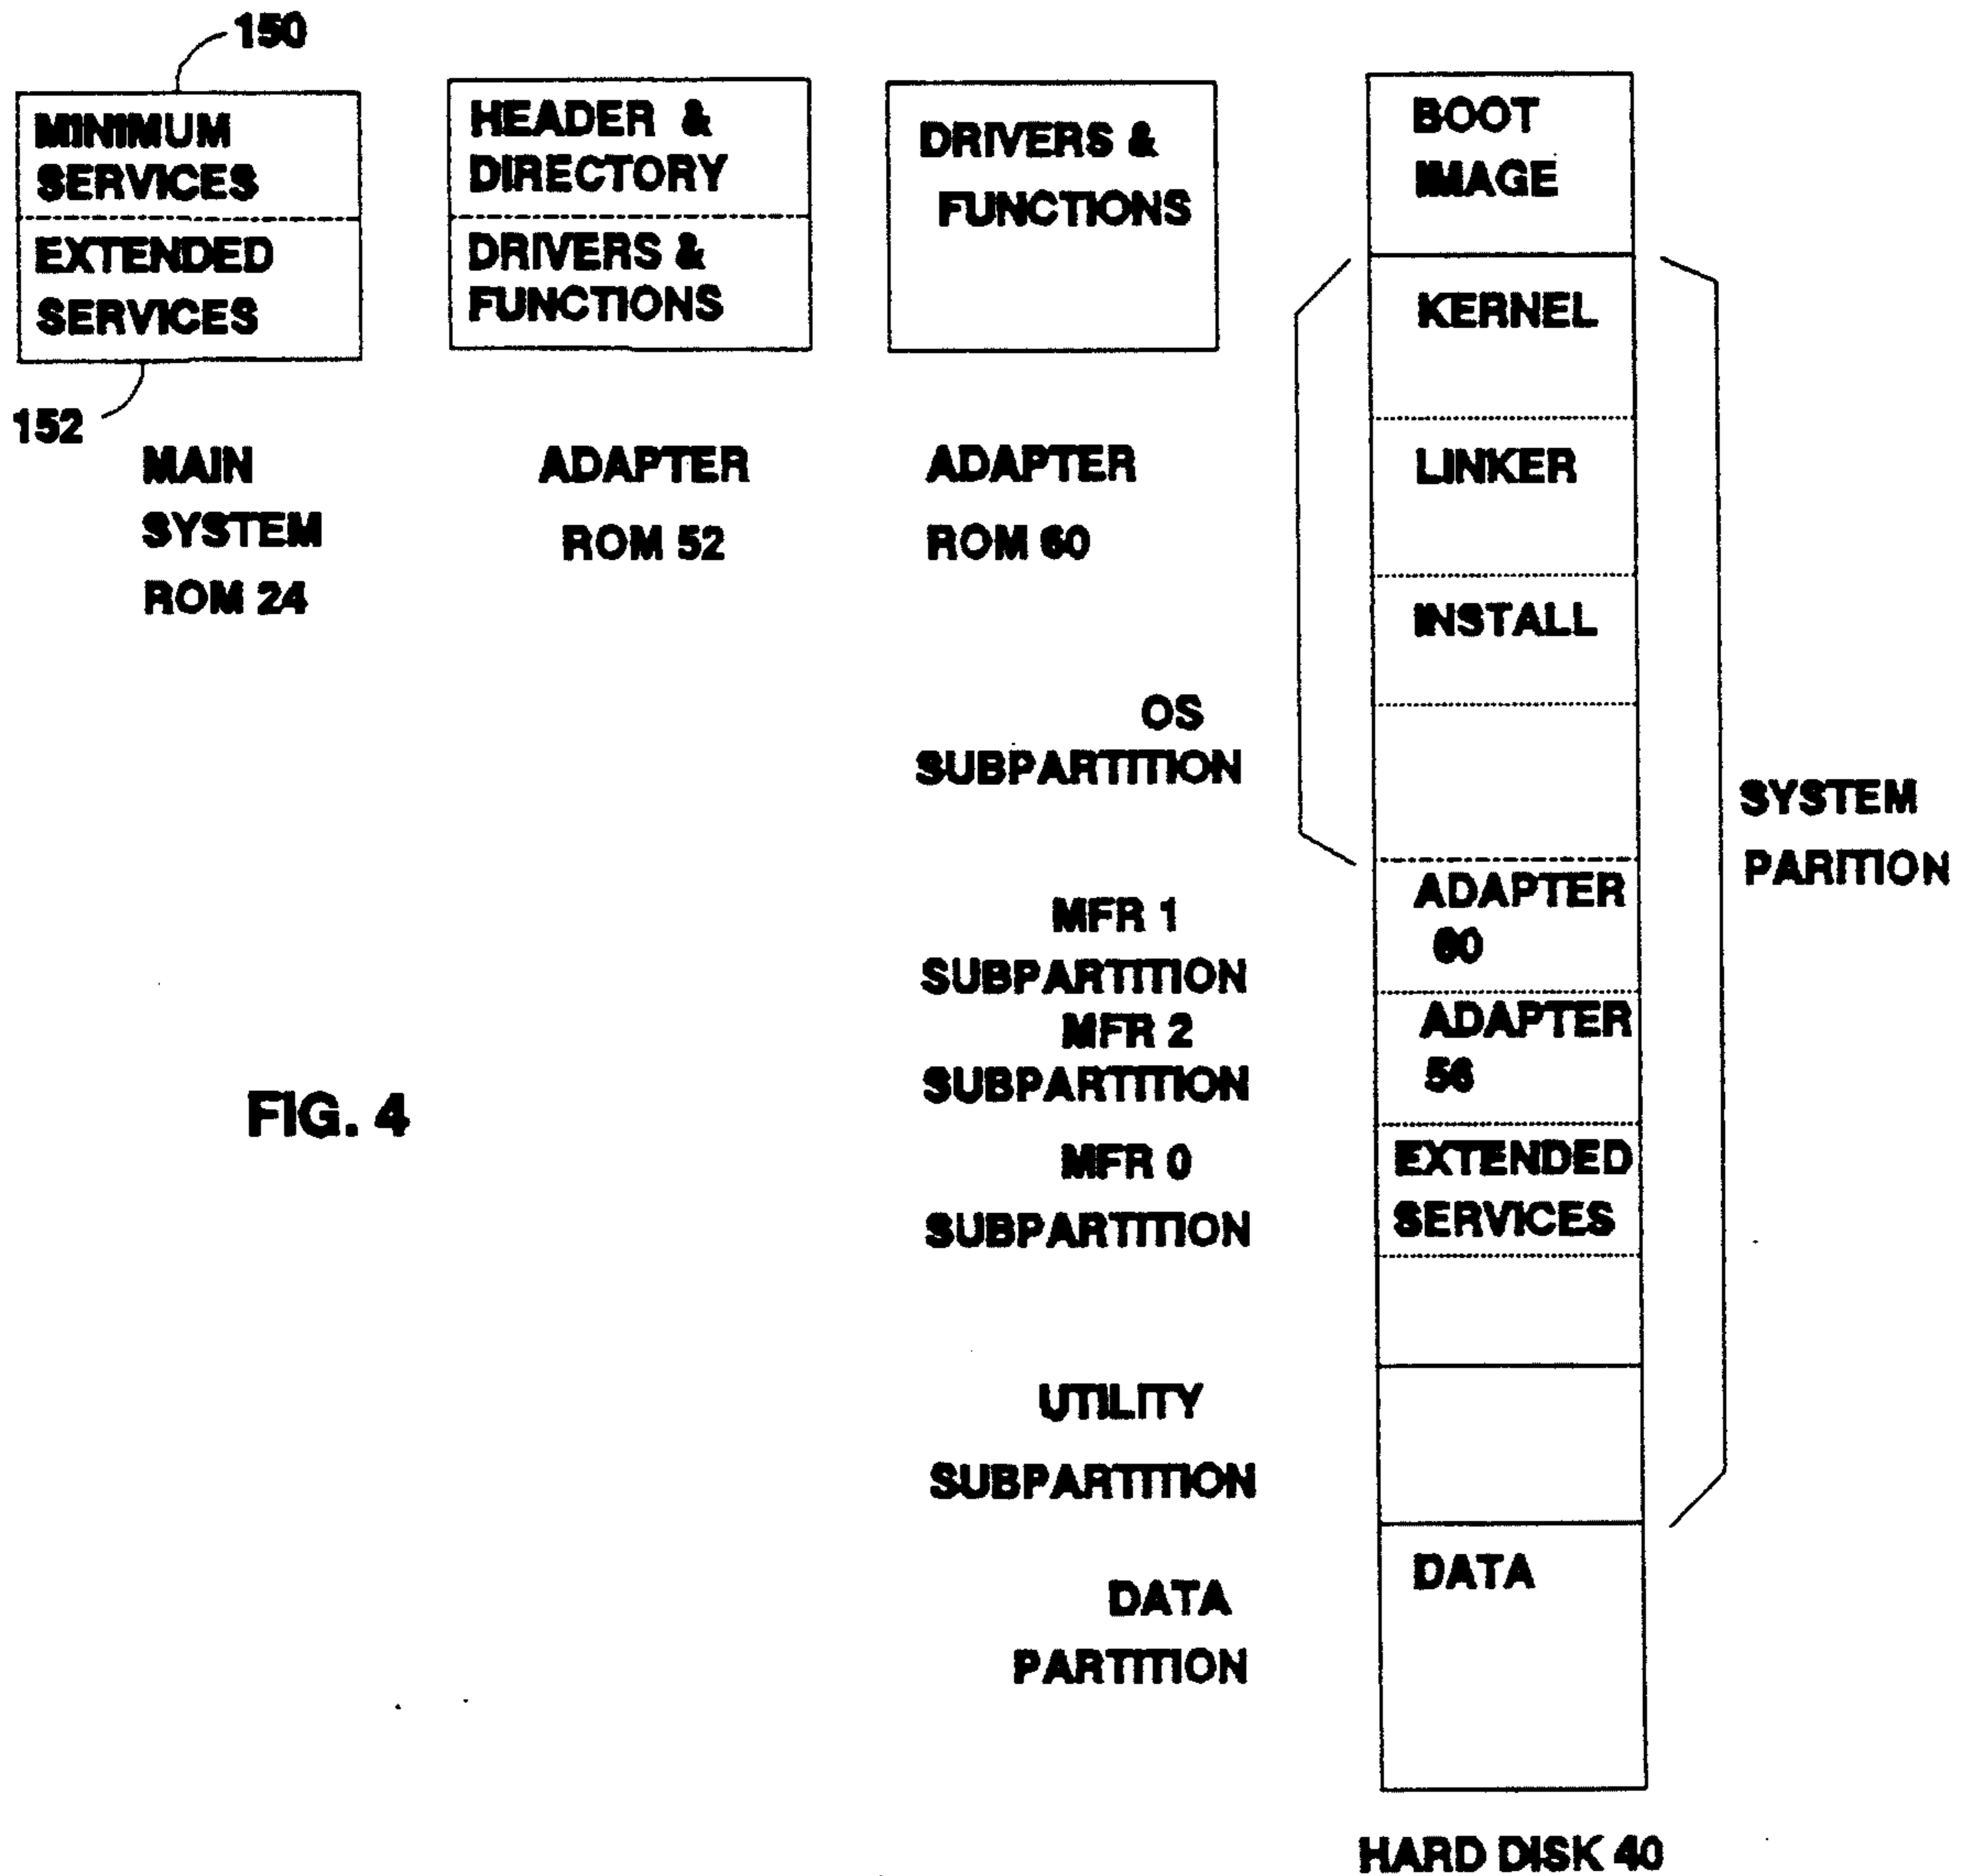 150
MINIMUM
SERVICES
EXTENDED
SERVICES
152
MAIN
SYSTEM
ROM 24
HEADER &
DIRECTORY
DRIVERS &
FUNCTIONS
ADAPTER
ROM 52
DRIVERS &
FUNCTIONS
ADAPTER
ROM 60
BOOT
IMAGE
KERNEL
LINKER
INSTALL
OS
SUBPARTITION
SYSTEM
PARITION
MFR 1
SUBPARTITION
ADAPTER
60
MFR 2
SUBPARTITION
ADAPTER
56
MFR 0
SUBPARTITION
EXTENDED
SERVICES
UTILITY
SUBPARTITION
DATA
PARTITION
DATA
HARD DISK 40
FIG. 4